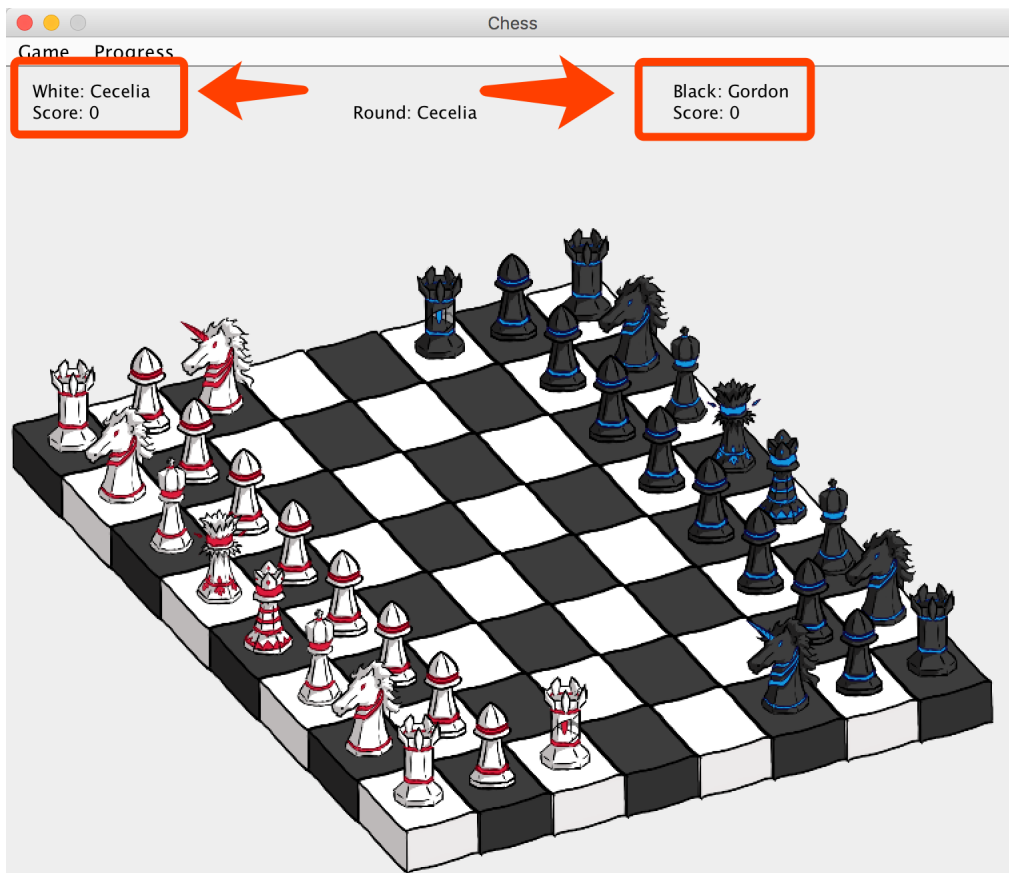 Chess
Game Progress
White: Cecelia
Score: 0
Round: Cecelia
Black: Gordon
Score: 0